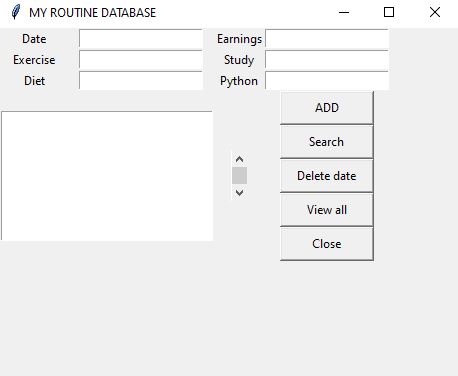 MY ROUTINE DATABASE
Date Earnings
Exercise Study
Diet Python
ADD
Search
Delete date
View all
Close